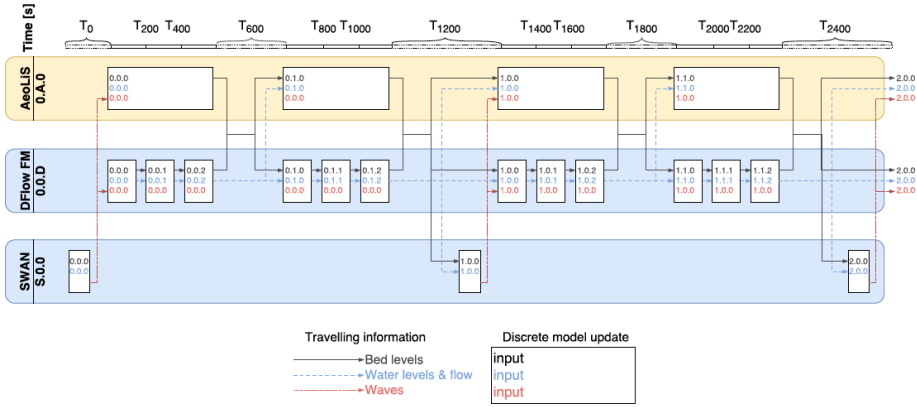 Time [s]
T0 T200 T400 T600 T800 T1000 T1200 T1400 T1600 T1800 T2000 T2200 T2400
AeoLiS
0.A.0
0.0.0 0.1.0 1.0.0 1.1.0 2.0.0
0.0.0 0.1.0 1.0.0 1.1.0 2.0.0
0.0.0 0.0.0 1.0.0 1.0.0 2.0.0
DFlow FM
0.0.D
0.0.0 0.0.1 0.0.2 0.1.0 0.1.1 0.1.2 1.0.0 1.0.1 1.0.2 1.1.0 1.1.1 1.1.2 2.0.0
0.0.0 0.0.1 0.0.2 0.1.0 0.1.1 0.1.2 1.0.0 1.0.1 1.0.2 1.1.0 1.1.1 1.1.2 2.0.0
0.0.0 0.0.0 0.0.0 0.0.0 0.0.0 0.0.0 1.0.0 1.0.0 1.0.0 1.0.0 1.0.0 1.0.0 2.0.0
SWAN
S.0.0
0.0.0 1.0.0 2.0.0
0.0.0 1.0.0 2.0.0
Travelling information Discrete model update
Bed levels input
Water levels & flow input
Waves input